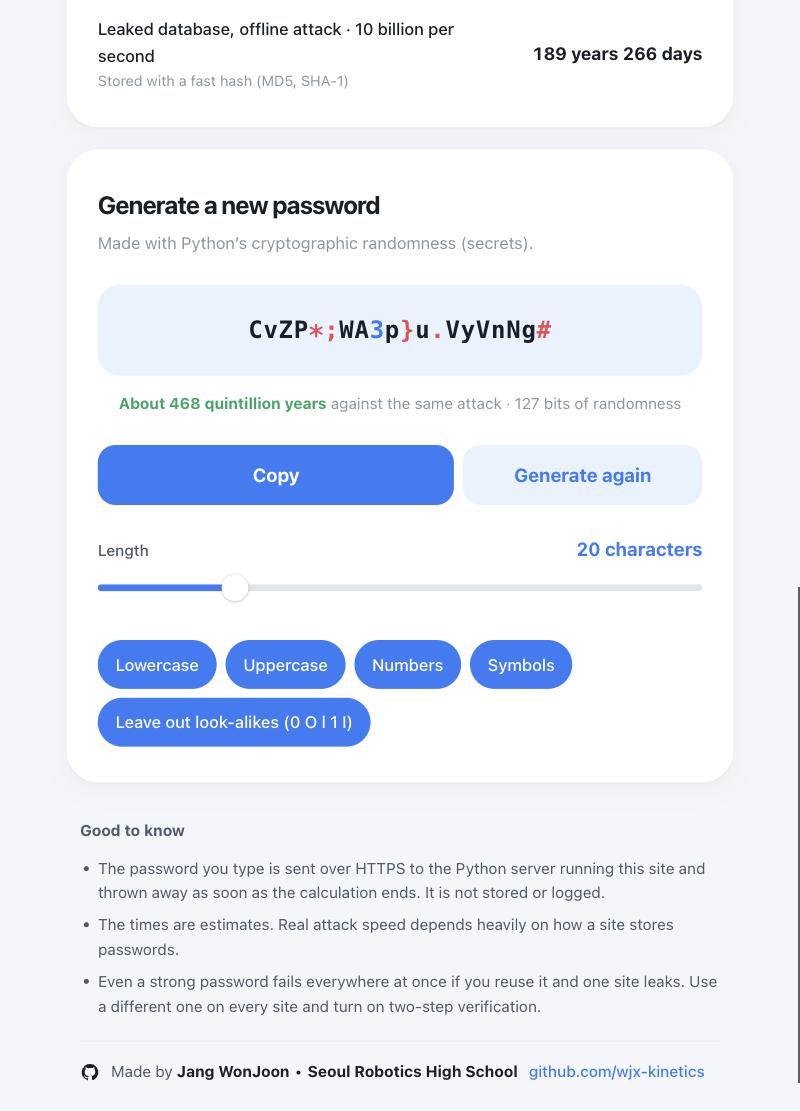 Leaked database, offline attack · 10 billion per
second
189 years 266 days
Stored with a fast hash (MD5, SHA-1)
Generate a new password
Made with Python’s cryptographic randomness (secrets).
CvZP*;WA3p}u.VyVnNg#
About 468 quintillion years against the same attack · 127 bits of randomness
Copy
Generate again
Length
20 characters
Lowercase
Uppercase
Numbers
Symbols
Leave out look-alikes (0 O l 1 I)
Good to know
• The password you type is sent over HTTPS to the Python server running this site and
thrown away as soon as the calculation ends. It is not stored or logged.
• The times are estimates. Real attack speed depends heavily on how a site stores
passwords.
• Even a strong password fails everywhere at once if you reuse it and one site leaks. Use
a different one on every site and turn on two-step verification.
Made by Jang WonJoon • Seoul Robotics High School github.com/wjx-kinetics